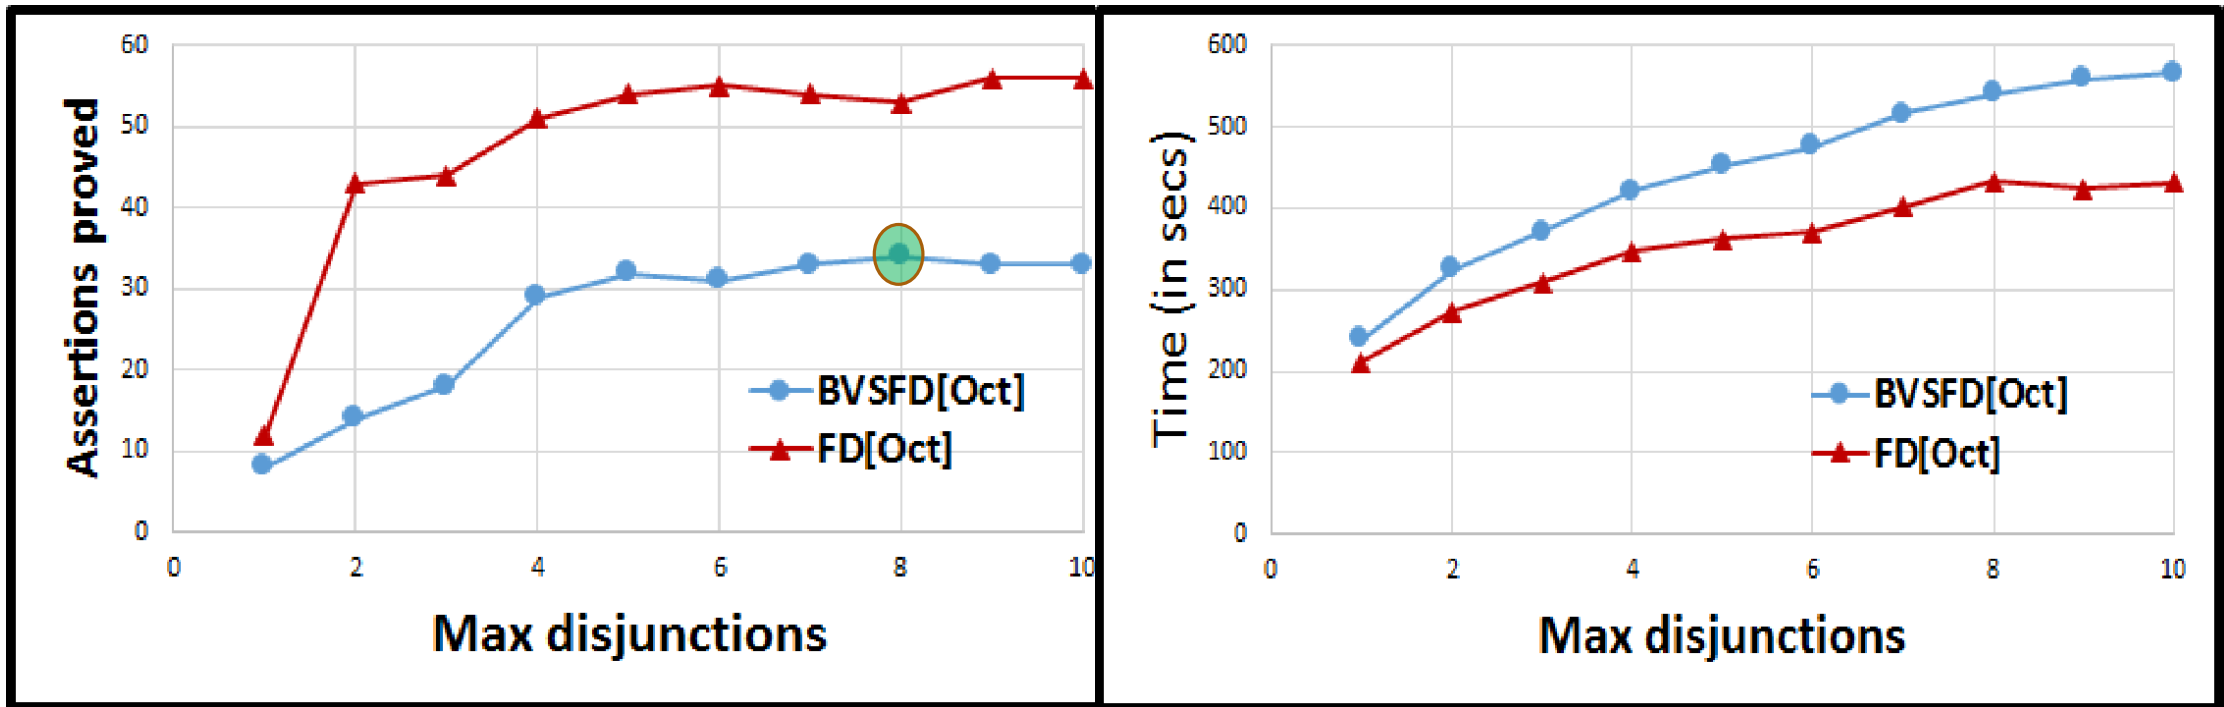 60
50
40
30
20
10
0
Assertions proved
BVSFD[Oct]
FD[Oct]
0 2 4 6 8 10
Max disjunctions
600
500
400
300
200
100
0
Time (in secs)
BVSFD[Oct]
FD[Oct]
0 2 4 6 8 10
Max disjunctions